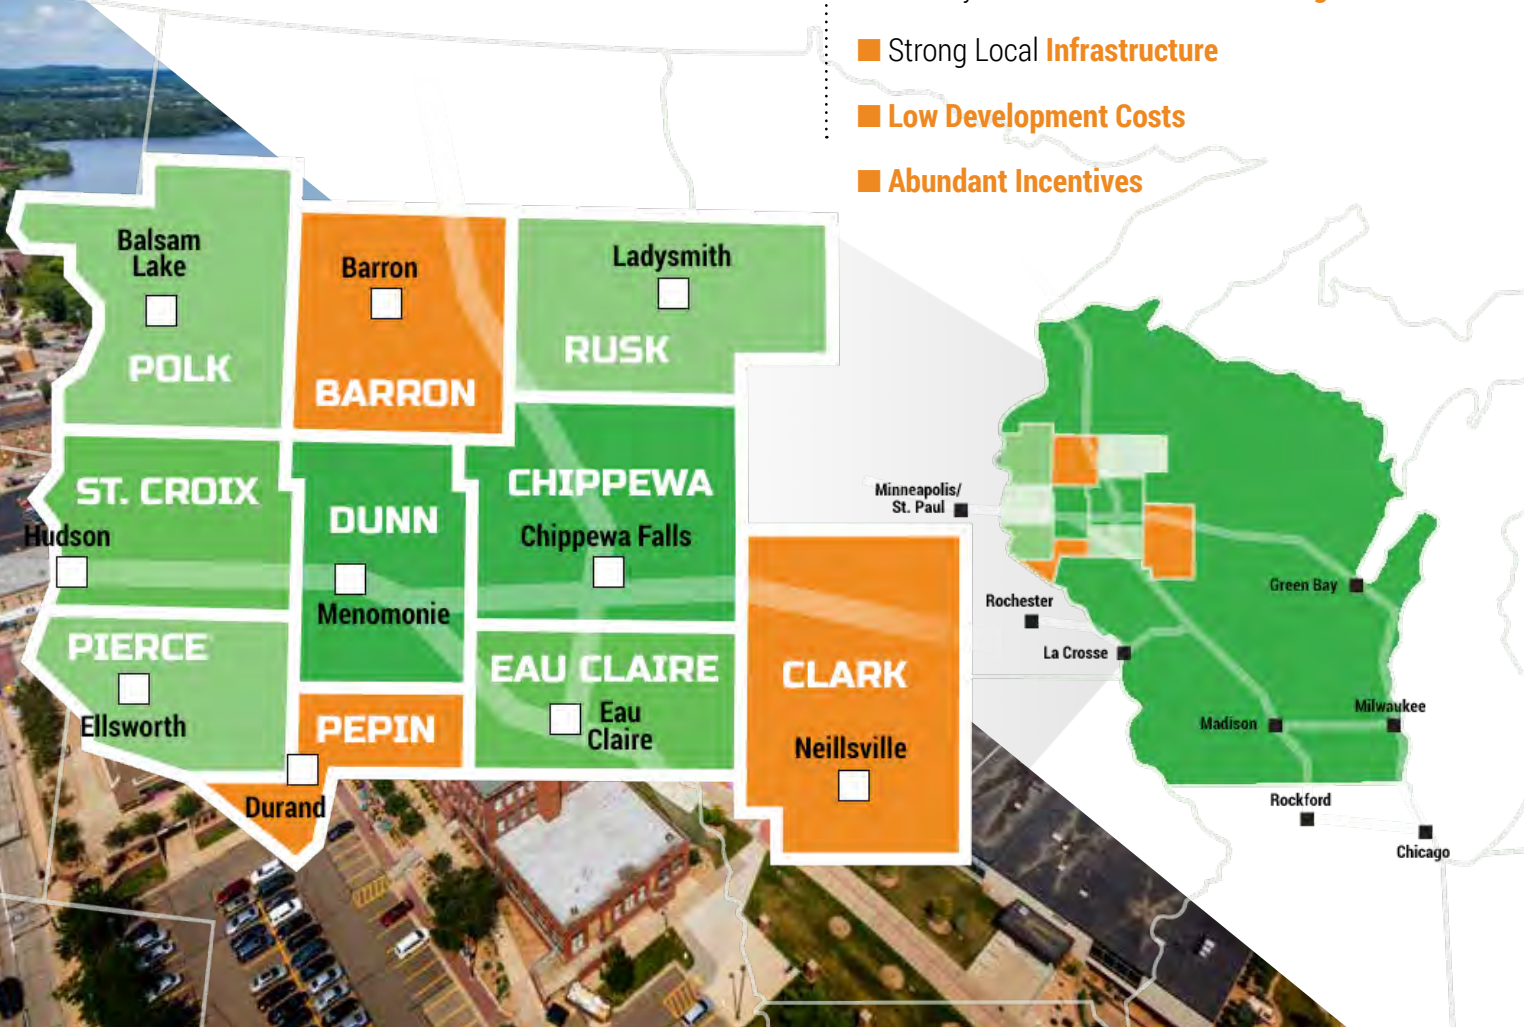 Strong Local Infrastructure
Low Development Costs
Abundant Incentives
Balsam
Lake
POLK
Barron
BARRON
Ladysmith
RUSK
ST. CROIX
Hudson
DUNN
Menomonie
CHIPPEWA
Chippewa Falls
PIERCE
Ellsworth
PEPIN
Durand
EAU CLAIRE
Eau
Claire
CLARK
Neillsville
Minneapolis/
St. Paul
Rochester
La Crosse
Green Bay
Madison
Milwaukee
Rockford
Chicago